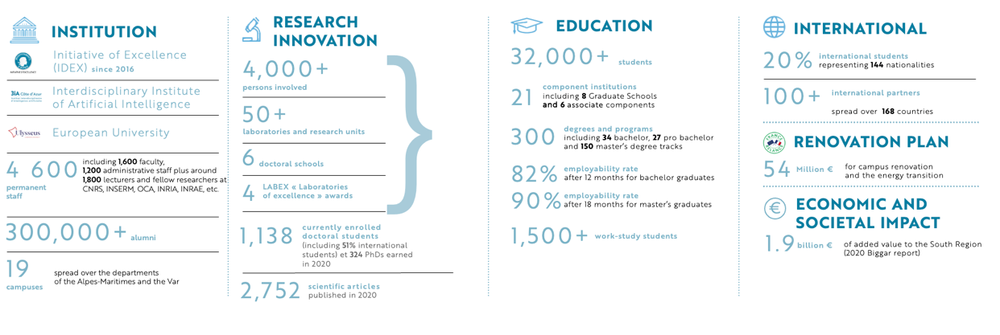 INSTITUTION
Initiative of Excellence
(IDEX) since 2016
3iA Côte d'Azur
Interdisciplinary Institute
of Artificial Intelligence
Ulysseus
European University
4 600
permanent
staff
including 1,600 faculty,
1,200 administrative staff plus around
1,800 lecturers and fellow researchers at
CNRS, INSERM, OCA, INRIA, INRAE, etc.
300,000+ alumni
19
campuses
spread over the departments
of the Alpes-Maritimes and the Var
RESEARCH
INNOVATION
4,000+
persons involved
50+
laboratories and research units
6 doctoral schools
4 LABEX « Laboratories
of excellence » awards
1,138 currently enrolled
doctoral students
(including 51% international
students) et 324 PhDs earned
in 2020
2,752 scientific articles
published in 2020
EDUCATION
32,000+ students
21 component institutions
including 8 Graduate Schools
and 6 associate components
300 degrees and programs
including 34 bachelor, 27 pro bachelor
and 150 master's degree tracks
82% employability rate
after 12 months for bachelor graduates
90% employability rate
after 18 months for master's graduates
1,500+ work-study students
INTERNATIONAL
20% international students
representing 144 nationalities
100+ international partners
spread over 168 countries
FRANCE
RELANCE
RENOVATION PLAN
54 Million € for campus renovation
and the energy transition
€
ECONOMIC AND
SOCIETAL IMPACT
1.9 billion € of added value to the South Region
(2020 Biggar report)